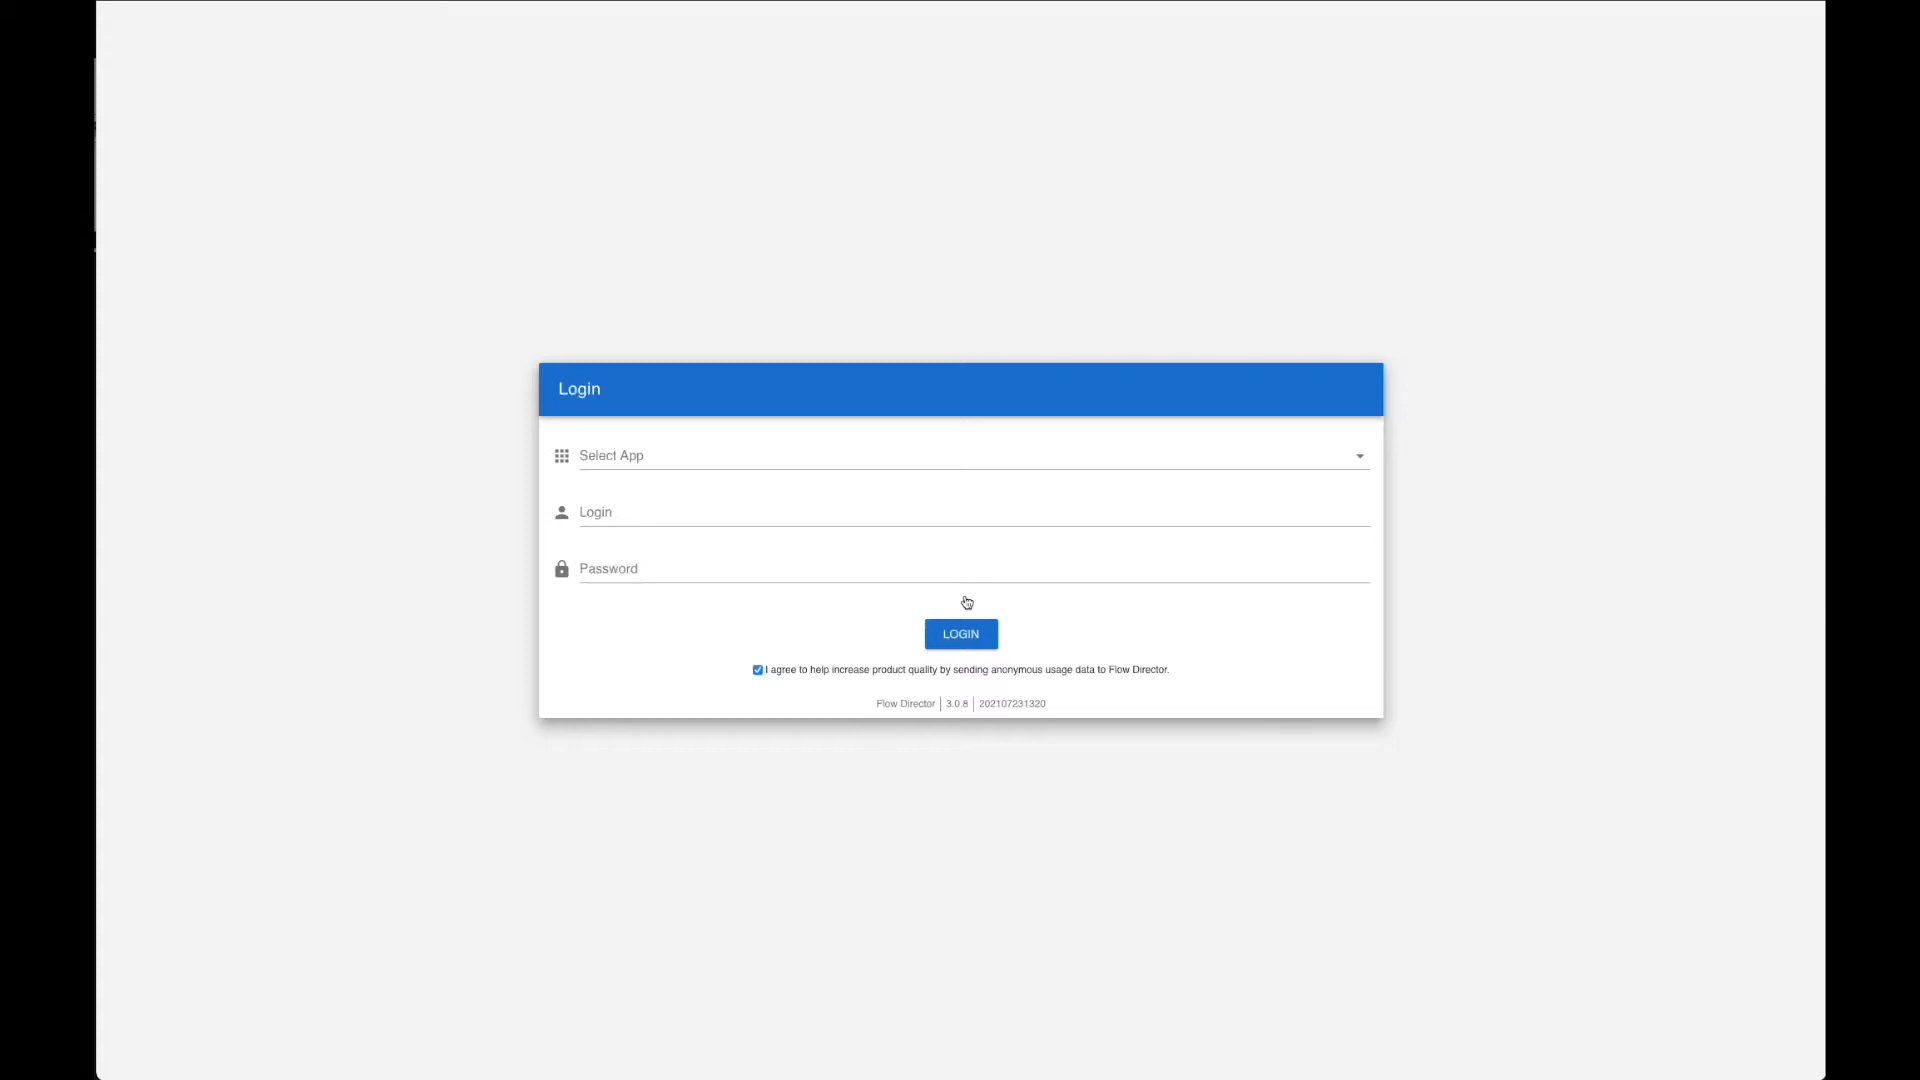 Login
Select App
Login
Password
LOGIN
I agree to help increase product quality by sending anonymous usage data to Flow Director.
Flow Director 3.0.8 202107231320